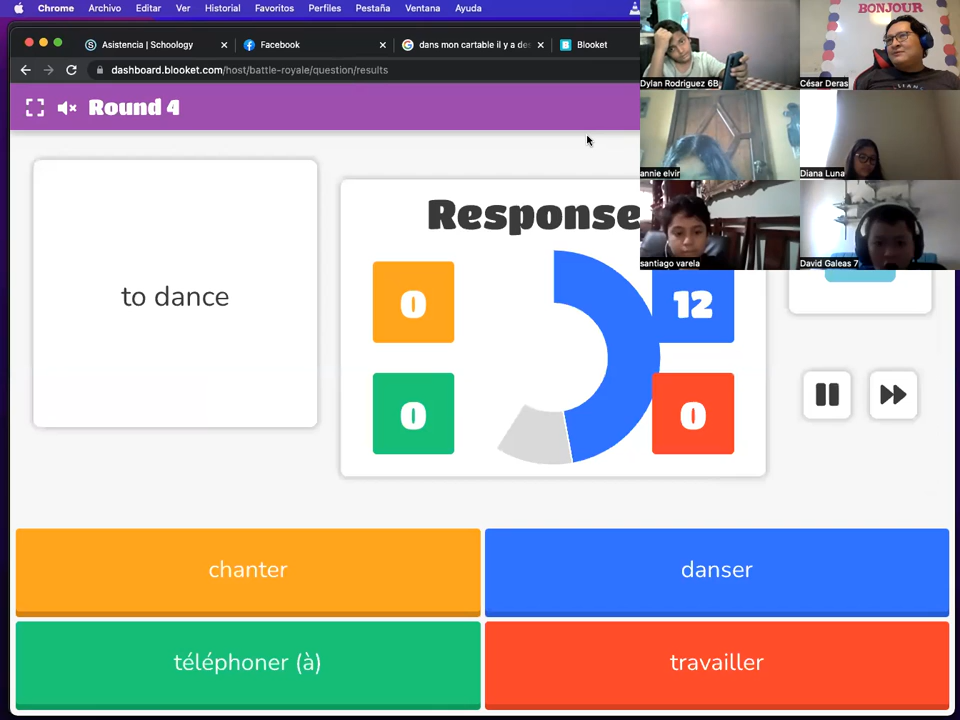 Chrome Archivo Editar Ver Historial Favoritos Perfiles Pestaña Ventana Ayuda
Asistencia | Schoology
Facebook
dans mon cartable il y a des
Blooket
dashboard.blooket.com/host/battle-royale/question/results
Round 4
BONJOUR
Dylan Rodriguez 6B
César Deras
annie elvir
Diana Luna
santiago varela
David Galeas 7
to dance
Response
0
12
0
0
chanter
danser
téléphoner (à)
travailler